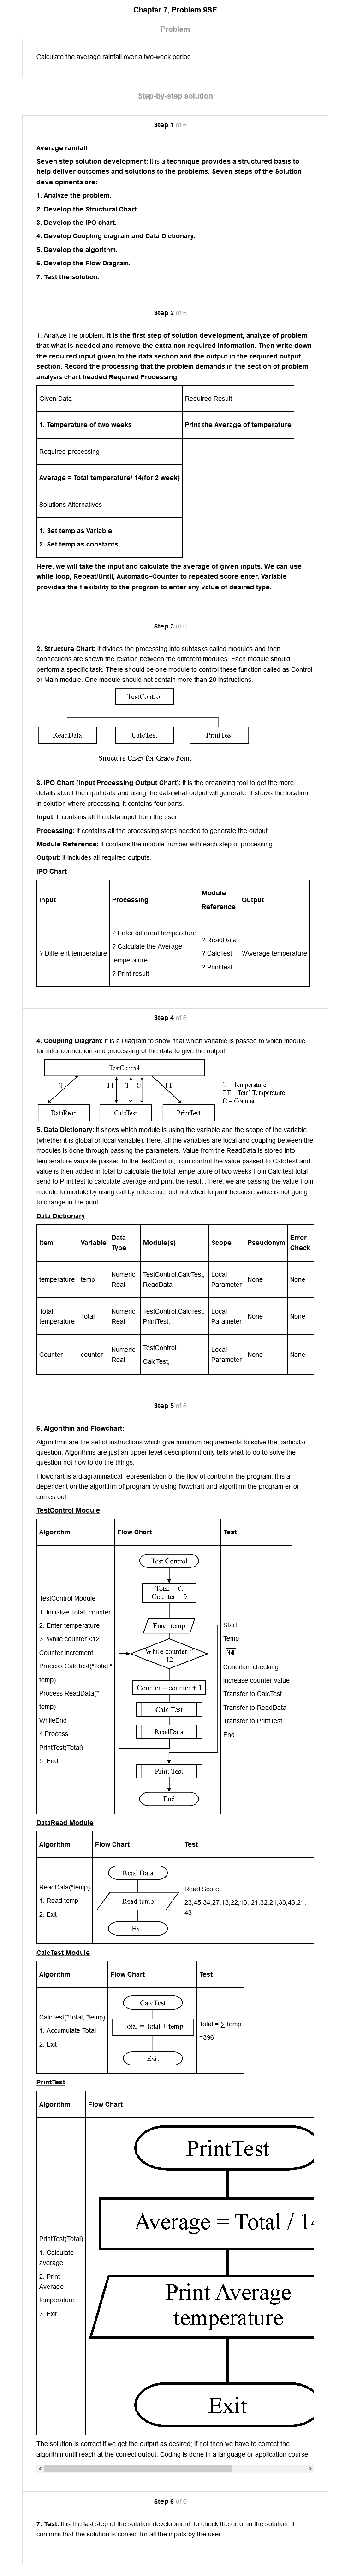 Chapter 7, Problem 9SE
Problem
Calculate the average rainfall over a two-week period.
Step-by-step solution
Step 1 of 6
Average rainfall
Seven step solution development: It is a technique provides a structured basis to
help deliver outcomes and solutions to the problems. Seven steps of the Solution
developments are:
1. Analyze the problem.
2. Develop the Structural Chart.
3. Develop the IPO chart.
4. Develop Coupling diagram and Data Dictionary.
5. Develop the algorithm.
6. Develop the Flow Diagram.
7. Test the solution.
Step 2 of 6
1. Analyze the problem: It is the first step of solution development, analyze of problem
that what is needed and remove the extra non required information. Then write down
the required input given to the data section and the output in the required output
section. Record the processing that the problem demands in the section of problem
analysis chart headed Required Processing.
Given Data
Required Result
1. Temperature of two weeks
Print the Average of temperature
Required processing
Average = Total temperature/ 14(for 2 week)
Solutions Alternatives
1. Set temp as Variable
2. Set temp as constants
Here, we will take the input and calculate the average of given inputs. We can use
while loop, Repeat/Until, Automatic–Counter to repeated score enter. Variable
provides the flexibility to the program to enter any value of desired type.
Step 3 of 6
2. Structure Chart: It divides the processing into subtasks called modules and then
connections are shown the relation between the different modules. Each module should
perform a specific task. There should be one module to control these function called as Control
or Main module. One module should not contain more than 20 instructions.
TestControl
ReadData
CalcTest
PrintTest
Structure Chart for Grade Point
3. IPO Chart (Input Processing Output Chart): It is the organizing tool to get the more
details about the input data and using the data what output will generate. It shows the location
in solution where processing. It contains four parts.
Input: It contains all the data input from the user.
Processing: it contains all the processing steps needed to generate the output.
Module Reference: It contains the module number with each step of processing.
Output: it includes all required outputs.
IPO Chart
Input
Processing
Module
Reference
Output
? Different temperature
? Enter different temperature
? Calculate the Average
temperature
? Print result
? ReadData
? CalcTest
? PrintTest
?Average temperature
Step 4 of 6
4. Coupling Diagram: It is a Diagram to show, that which variable is passed to which module
for inter connection and processing of the data to give the output.
TestControl
T
TT
T
C
TT
T = Temperature
TT = Total Temperature
C = Counter
DataRead
CalcTest
PrintTest
5. Data Dictionary: It shows which module is using the variable and the scope of the variable
(whether it is global or local variable). Here, all the variables are local and coupling between the
modules is done through passing the parameters. Value from the ReadData is stored into
temperature variable passed to the TestControl, from control the value passed to CalcTest and
value is then added in total to calculate the total temperature of two weeks from Calc test total
send to PrintTest to calculate average and print the result . Here, we are passing the value from
module to module by using call by reference, but not when to print because value is not going
to change in the print.
Data Dictionary
Item
Variable
Data
Type
Module(s)
Scope
Pseudonym
Error
Check
temperature
temp
Numeric-
Real
TestControl,CalcTest,
ReadData
Local
Parameter
None
None
Total
temperature
Total
Numeric-
Real
TestControl,CalcTest,
PrintTest,
Local
Parameter
None
None
Counter
counter
Numeric-
Real
TestControl,
CalcTest,
Local
Parameter
None
None
Step 5 of 6
6. Algorithm and Flowchart:
Algorithms are the set of instructions which give minimum requirements to solve the particular
question. Algorithms are just an upper level description it only tells what to do to solve the
question not how to do the things.
Flowchart is a diagrammatical representation of the flow of control in the program. It is a
dependent on the algorithm of program by using flowchart and algorithm the program error
comes out.
TestControl Module
Algorithm
Flow Chart
Test
TestControl Module
1. Initialize Total, counter
2. Enter temperature
3. While counter <12
Counter increment
Process CalcTest(*Total,*
temp)
Process ReadData(*
temp)
WhileEnd
4.Process
PrintTest(Total)
5. End
Test Control
Total = 0,
Counter = 0
Enter temp
While counter <
12
Counter = counter + 1
Calc Test
ReadData
Print Test
End
Start
Temp
34
Condition checking
Increase counter value
Transfer to CalcTest
Transfer to ReadData
Transfer to PrintTest
End
DataRead Module
Algorithm
Flow Chart
Test
ReadData(*temp)
1. Read temp
2. Exit
Read Data
Read temp
Exit
Read Score
23,45,34,27,18,22,13, 21,32,21,33,43,21,
43
CalcTest Module
Algorithm
Flow Chart
Test
CalcTest(*Total, *temp)
1. Accumulate Total
2. Exit
CalcTest
Total = Total + temp
Exit
Total = ∑ temp
=396
PrintTest
Algorithm
Flow Chart
PrintTest(Total)
1. Calculate
average
2. Print
Average
temperature
3. Exit
PrintTest
Average = Total / 14
Print Average
temperature
Exit
The solution is correct if we get the output as desired; if not then we have to correct the
algorithm until reach at the correct output. Coding is done in a language or application course.
Step 6 of 6
7. Test: It is the last step of the solution development, to check the error in the solution. It
confirms that the solution is correct for all the inputs by the user.